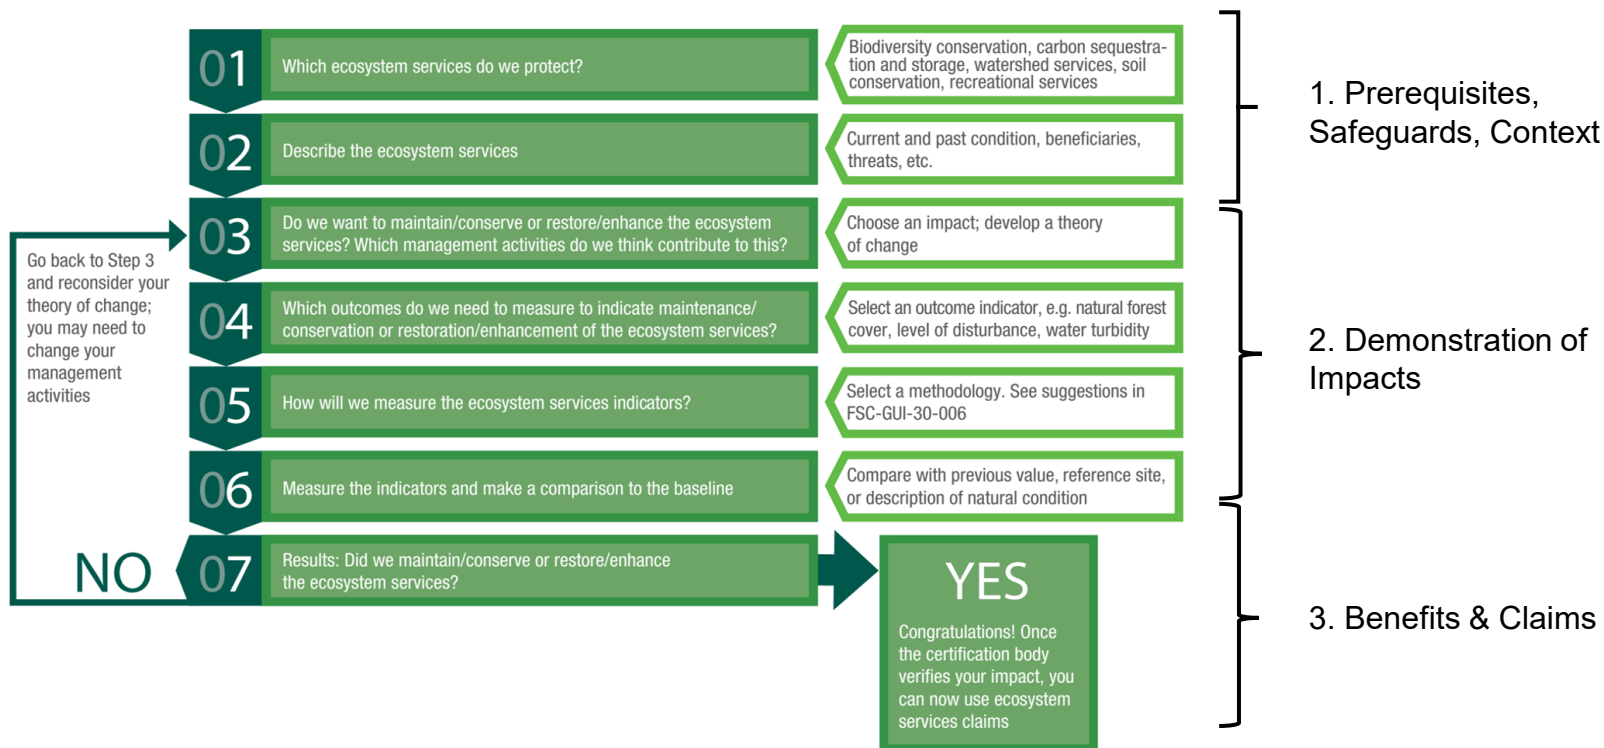 01
Which ecosystem services do we protect?
Biodiversity conservation, carbon sequestra-
tion and storage, watershed services, soil
conservation, recreational services
02
Describe the ecosystem services
Current and past condition, beneficiaries,
threats, etc.
1. Prerequisites,
Safeguards, Context
03
Do we want to maintain/conserve or restore/enhance the ecosystem
services? Which management activities do we think contribute to this?
Choose an impact; develop a theory
of change
04
Which outcomes do we need to measure to indicate maintenance/
conservation or restoration/enhancement of the ecosystem services?
Select an outcome indicator, e.g. natural forest
cover, level of disturbance, water turbidity
05
How will we measure the ecosystem services indicators?
Select a methodology. See suggestions in
FSC-GUI-30-006
06
Measure the indicators and make a comparison to the baseline
Compare with previous value, reference site,
or description of natural condition
2. Demonstration of
Impacts
07
Results: Did we maintain/conserve or restore/enhance
the ecosystem services?
NO
Go back to Step 3
and reconsider your
theory of change;
you may need to
change your
management
activities
YES
Congratulations! Once
the certification body
verifies your impact, you
can now use ecosystem
services claims
3. Benefits & Claims